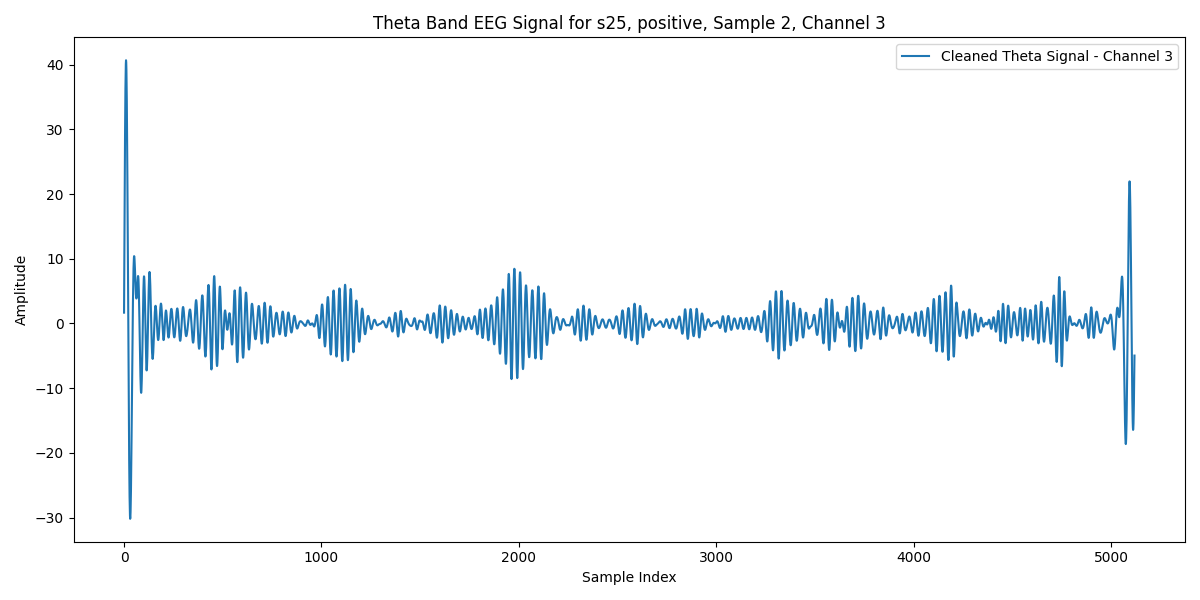 Theta Band EEG Signal for s25, positive, Sample 2, Channel 3
Cleaned Theta Signal - Channel 3
40
30
20
10
0
−10
−20
−30
Amplitude
0 1000 2000 3000 4000 5000
Sample Index